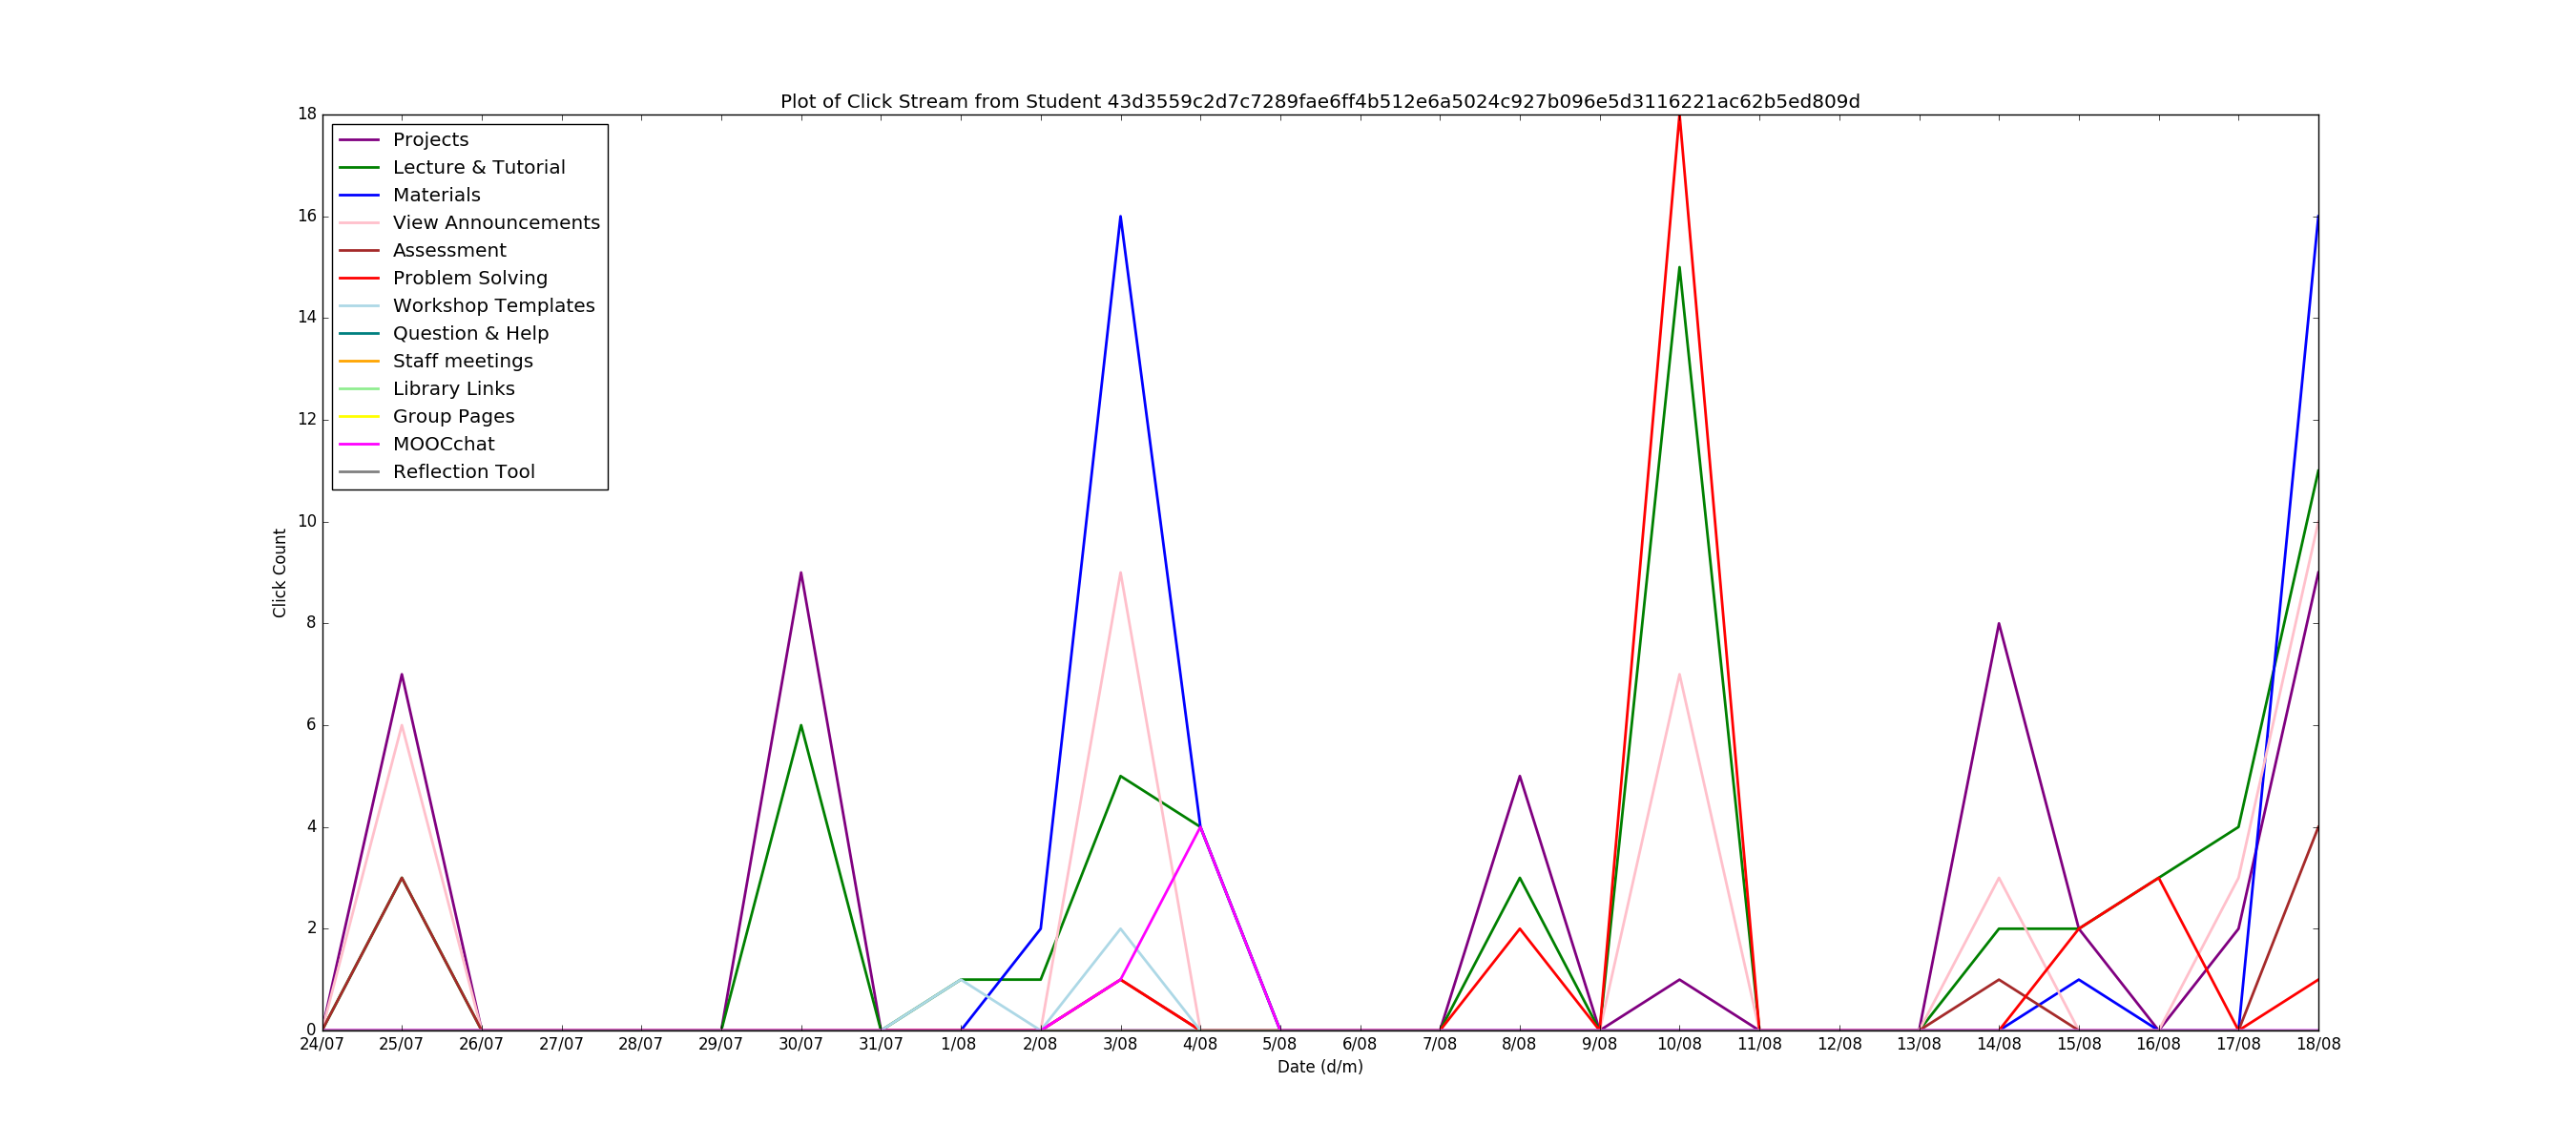 Plot of Click Stream from Student 43d3559c2d7c7289fae6ff4b512e6a5024c927b096e5d3116221ac62b5ed809d
18
16
14
12
10
8
6
4
2
0
Click Count
Projects
Lecture & Tutorial
Materials
View Announcements
Assessment
Problem Solving
Workshop Templates
Question & Help
Staff meetings
Library Links
Group Pages
MOOCchat
Reflection Tool
24/07 25/07 26/07 27/07 28/07 29/07 30/07 31/07 1/08 2/08 3/08 4/08 5/08 6/08 7/08 8/08 9/08 10/08 11/08 12/08 13/08 14/08 15/08 16/08 17/08 18/08
Date (d/m)